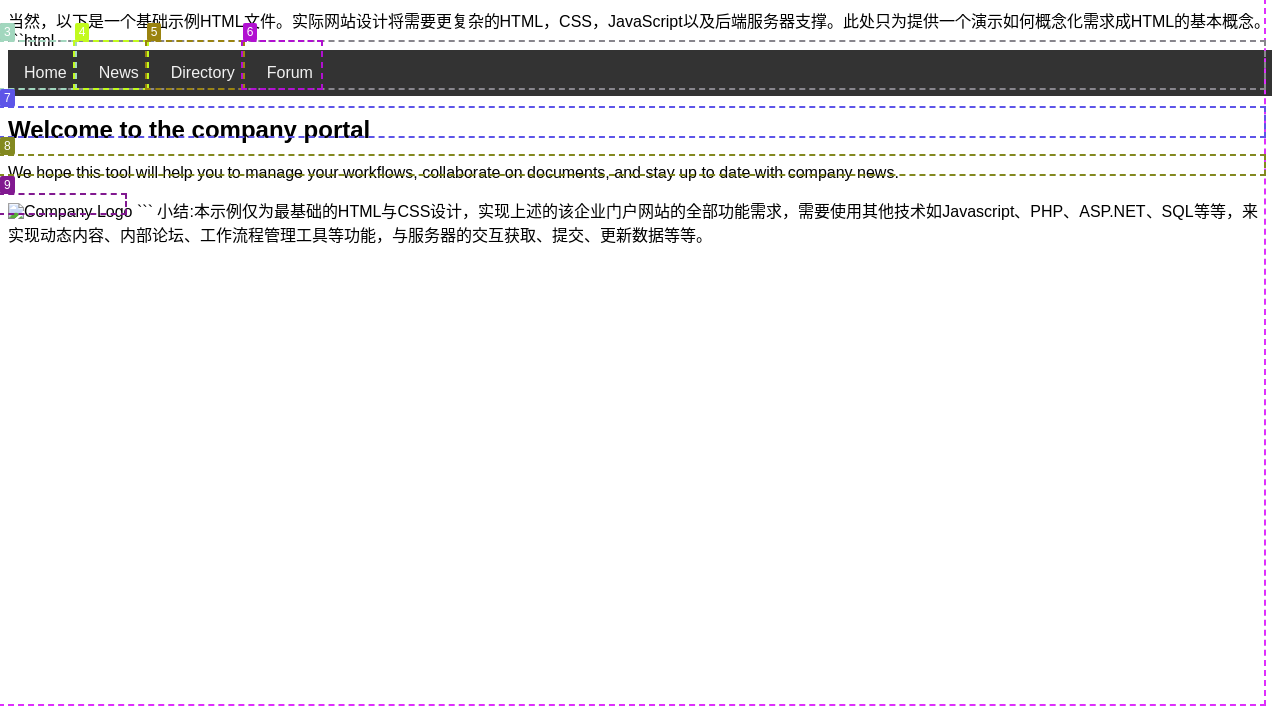 当然，以下是一个基础示例HTML文件。实际网站设计将需要更复杂的HTML，CSS，JavaScript以及后端服务器支撑。此处只为提供一个演示如何概念化需求成HTML的基本概念。
```html
3
4
5
6
Home News Directory Forum
7
Welcome to the company portal
8
We hope this tool will help you to manage your workflows, collaborate on documents, and stay up to date with company news.
9
Company Logo ``` 小结:本示例仅为最基础的HTML与CSS设计，实现上述的该企业门户网站的全部功能需求，需要使用其他技术如Javascript、PHP、ASP.NET、SQL等等，来
实现动态内容、内部论坛、工作流程管理工具等功能，与服务器的交互获取、提交、更新数据等等。